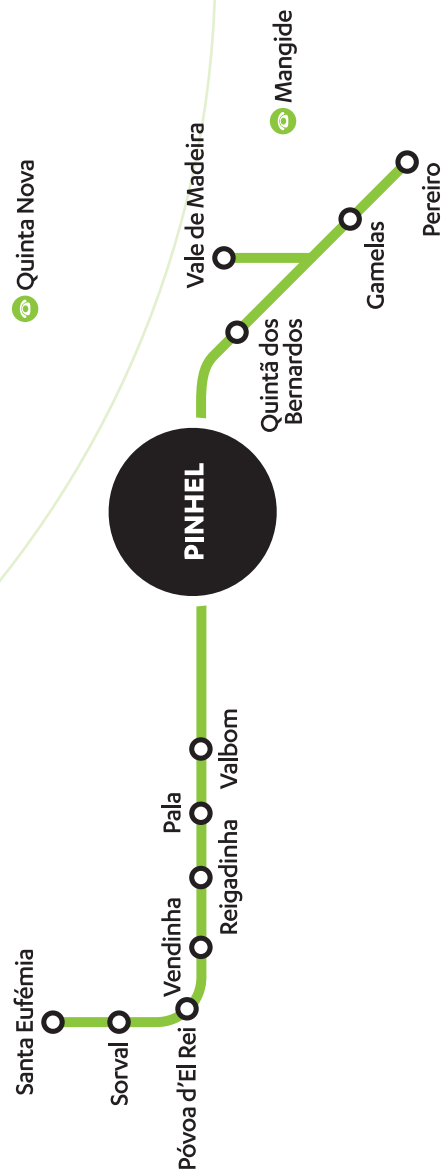 Santa Eufémia
Sorval
Póvoa d'El Rei
Vendinha
Reigadinha
Pala
Valbom
PINHEL
Quintã dos
Bernardos
Vale de Madeira
Gamelas
Pereiro
Quinta Nova
Mangide